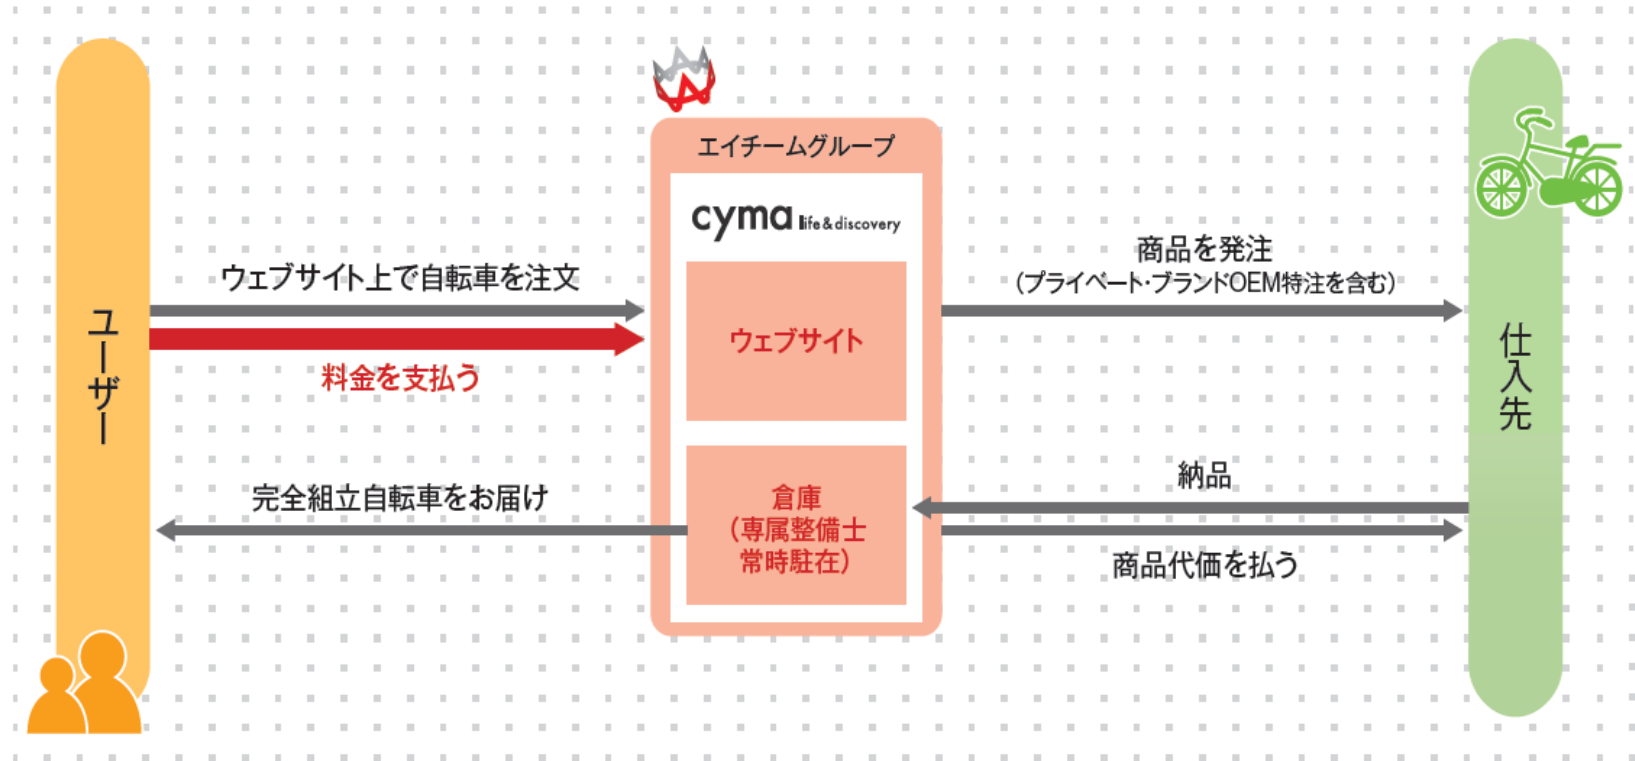 エイチームグループ
cyma life & discovery
ウェブサイト上で自転車を注文
料金を支払う
完全組立自転車をお届け
ユーザー
ウェブサイト
倉庫
（専属整備士
常時駐在）
商品を発注
（プライベート・ブランドOEM特注を含む）
納品
商品代価を払う
仕入先